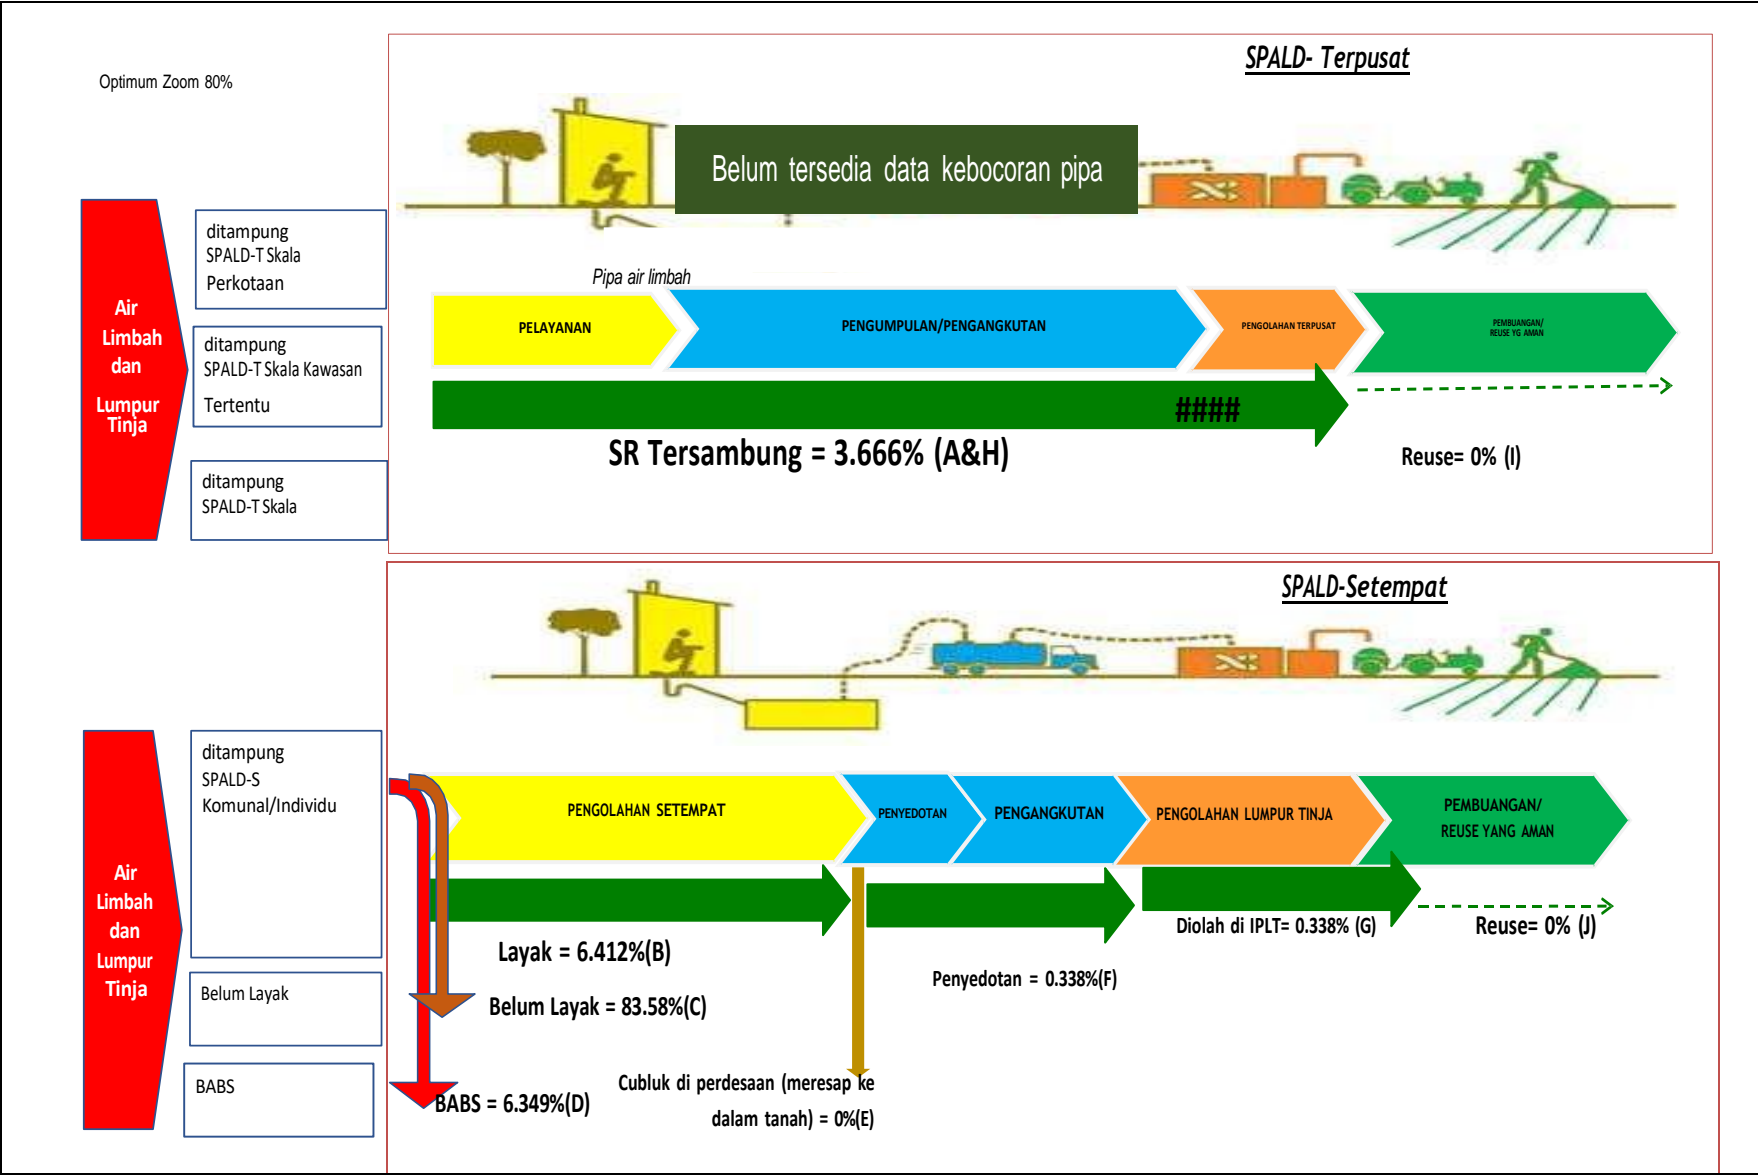 Optimum Zoom 80%
SPALD- Terpusat
Belum tersedia data kebocoran pipa
Air
Limbah
dan
Lumpur
Tinja
ditampung
SPALD-T Skala
Perkotaan
ditampung
SPALD-T Skala Kawasan
Tertentu
ditampung
SPALD-T Skala
Pipa air limbah
PELAYANAN
PENGUMPULAN/PENGANGKUTAN
PENGOLAHAN TERPUSAT
PEMBUANGAN/
REUSE YG AMAN
####
SR Tersambung = 3.666% (A&H)
Reuse= 0% (I)
SPALD-Setempat
Air
Limbah
dan
Lumpur
Tinja
ditampung
SPALD-S
Komunal/Individu
Belum Layak
BABS
PENGOLAHAN SETEMPAT
PENYEDOTAN
PENGANGKUTAN
PENGOLAHAN LUMPUR TINJA
PEMBUANGAN/
REUSE YANG AMAN
Layak = 6.412%(B)
Belum Layak = 83.58%(C)
BABS = 6.349%(D)
Cubluk di perdesaan (meresap ke
dalam tanah) = 0%(E)
Penyedotan = 0.338%(F)
Diolah di IPLT= 0.338% (G)
Reuse= 0% (J)